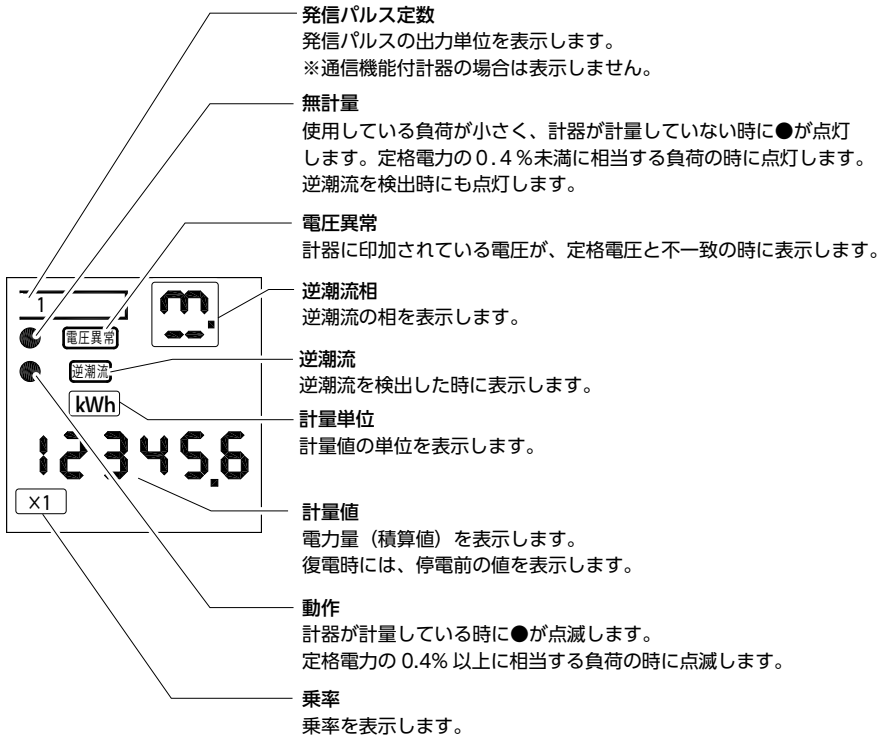 発信パルス定数
発信パルスの出力単位を表示します。
※通信機能付計器の場合は表示しません。
無計量
使用している負荷が小さく、計器が計量していない時に●が点灯
します。定格電力の０.４％未満に相当する負荷の時に点灯します。
逆潮流を検出時にも点灯します。
電圧異常
計器に印加されている電圧が、定格電圧と不一致の時に表示します。
逆潮流相
逆潮流の相を表示します。
逆潮流
逆潮流を検出した時に表示します。
計量単位
計量値の単位を表示します。
計量値
電力量（積算値）を表示します。
復電時には、停電前の値を表示します。
動作
計器が計量している時に●が点滅します。
定格電力の 0.4% 以上に相当する負荷の時に点滅します。
乗率
乗率を表示します。
1
電圧異常
逆潮流
kWh
12345.6
×1